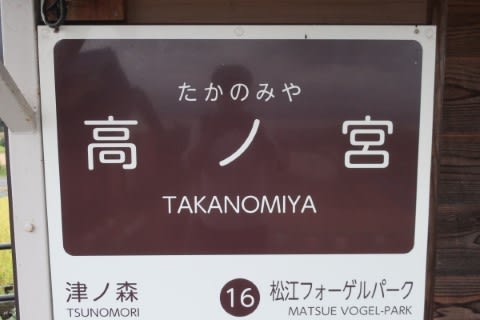 たかのみや
高ノ宮
TAKANOMIYA
津ノ森 16 松江フォーゲルパーク
TSUNOMORI MATSUE VOGEL-PARK